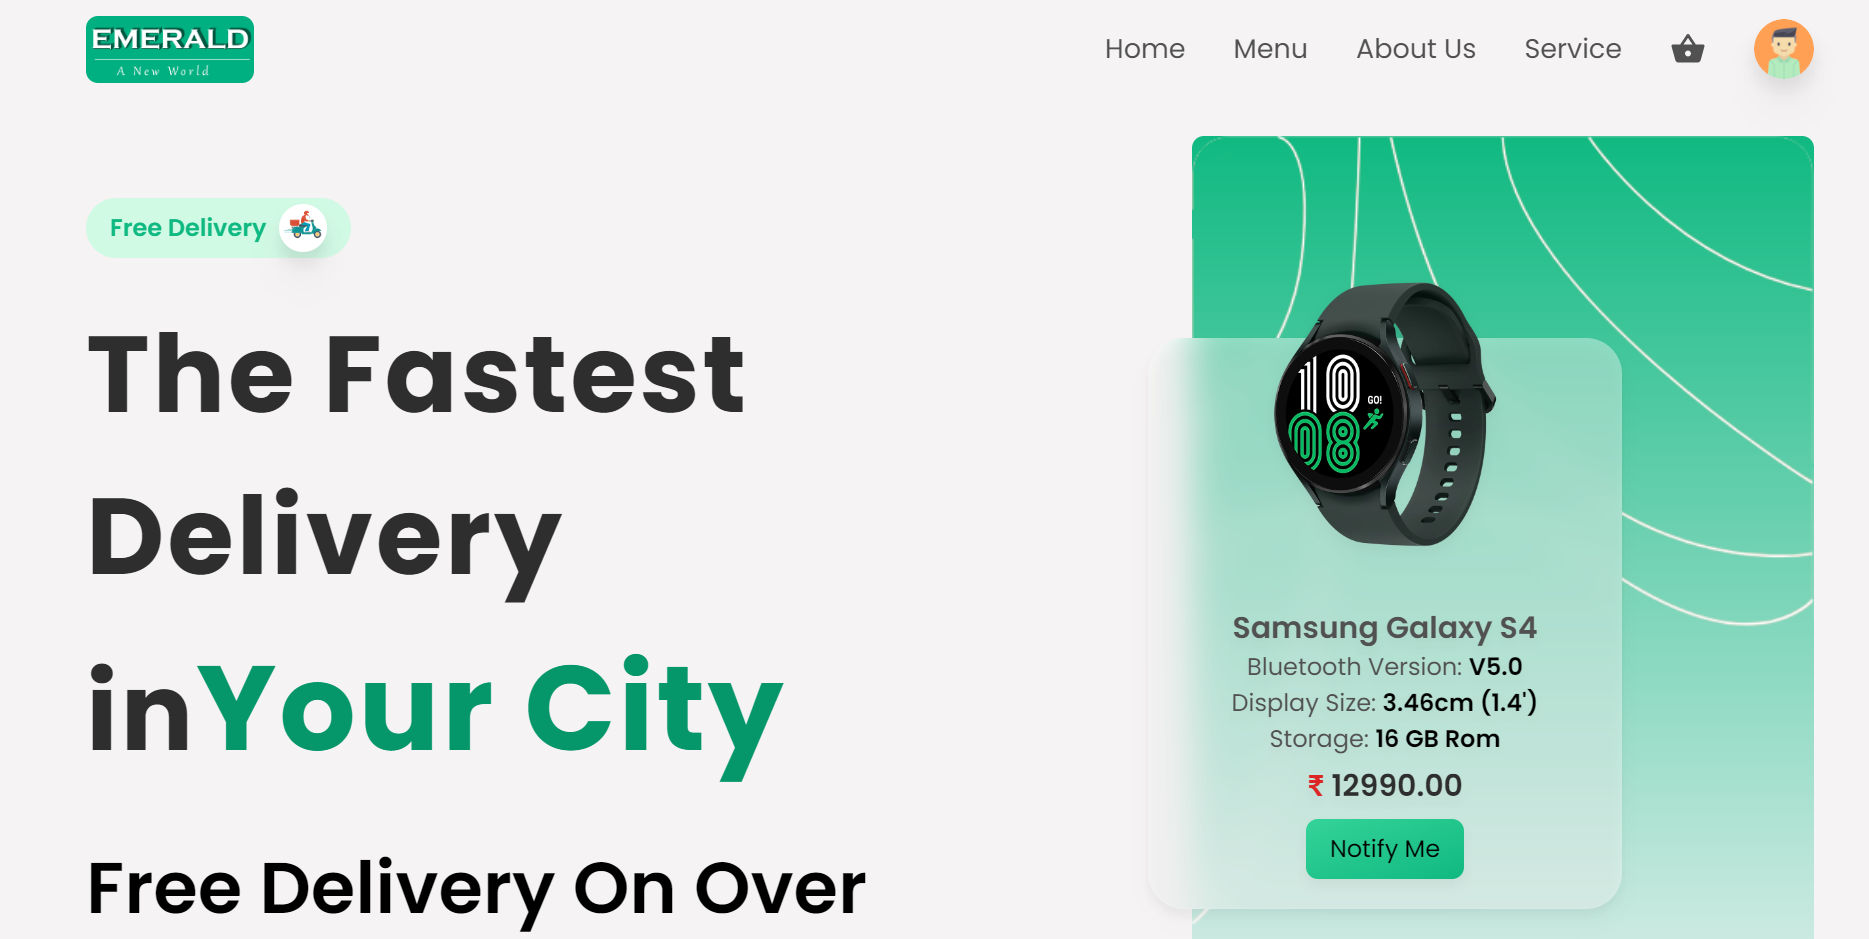 EMERALD
A New World
Home Menu About Us Service
Free Delivery
The Fastest
Delivery
inYour City
Free Delivery On Over
10
08
GO!
Samsung Galaxy S4
Bluetooth Version: V5.0
Display Size: 3.46cm (1.4')
Storage: 16 GB Rom
₹ 12990.00
Notify Me